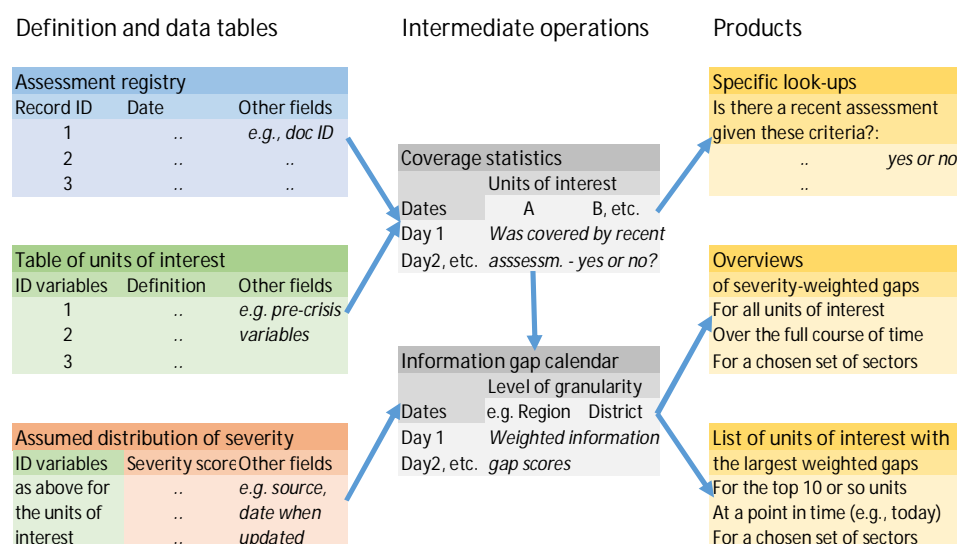 Definition and data tables
Intermediate operations
Products
Assessment registry
Record ID Date Other fields
1 .. e.g., doc ID
2 .. ..
3 .. ..
Table of units of interest
ID variables Definition Other fields
1 .. e.g. pre-crisis
2 .. variables
3 ..
Assumed distribution of severity
ID variables Severity score Other fields
as above for .. e.g. source,
the units of .. date when
interest .. updated
Coverage statistics
Units of interest
Dates A B, etc.
Day 1 Was covered by recent
Day2, etc. asssessm. - yes or no?
Information gap calendar
Level of granularity
Dates e.g. Region District
Day 1 Weighted information
Day2, etc. gap scores
Specific look-ups
Is there a recent assessment
given these criteria?:
.. yes or no
..
Overviews
of severity-weighted gaps
For all units of interest
Over the full course of time
For a chosen set of sectors
List of units of interest with
the largest weighted gaps
For the top 10 or so units
At a point in time (e.g., today)
For a chosen set of sectors